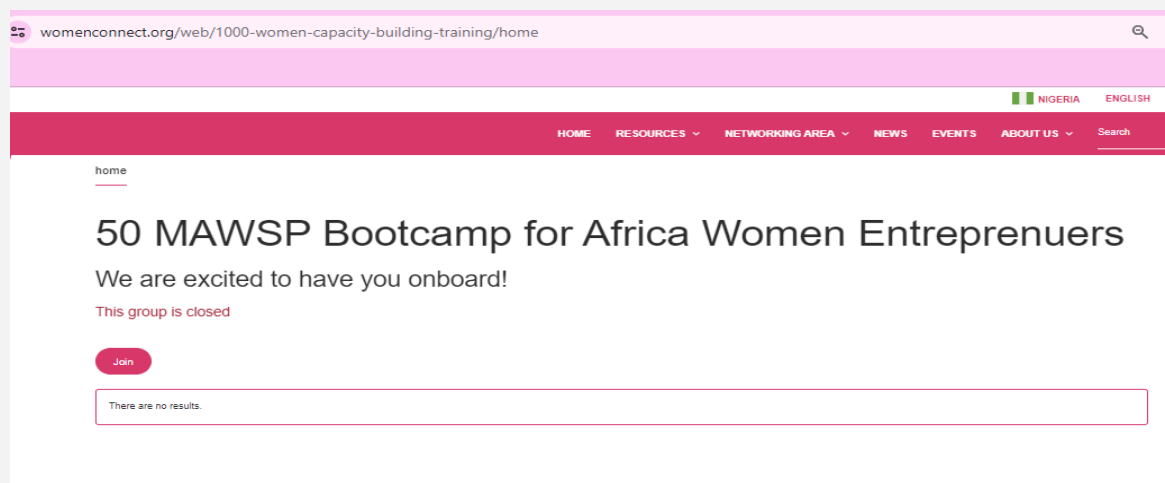 womenconnect.org/web/1000-women-capacity-building-training/home
NIGERIA ENGLISH
HOME RESOURCES NETWORKING AREA NEWS EVENTS ABOUT US Search
home
50 MAWSP Bootcamp for Africa Women Entreprenuers
We are excited to have you onboard!
This group is closed
Join
There are no results.